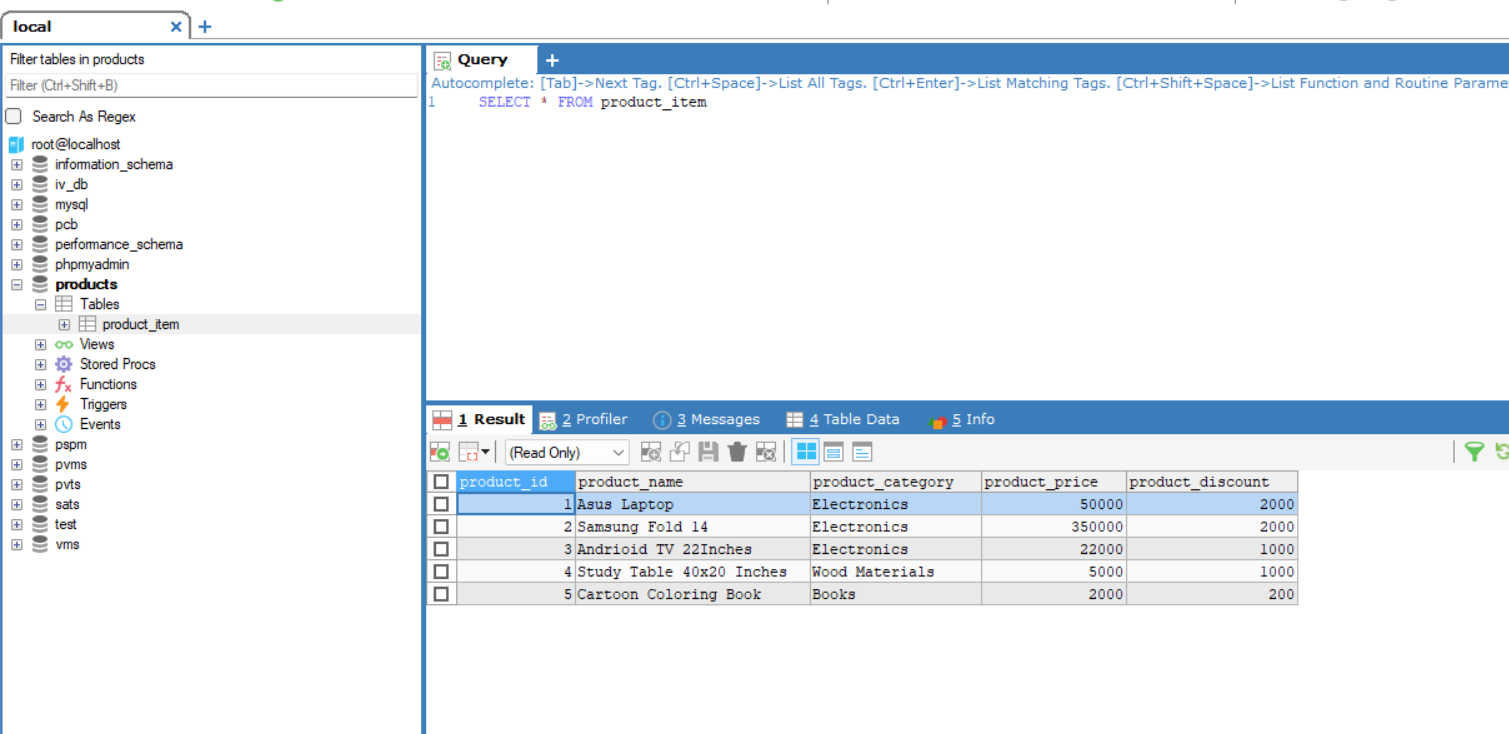 local × +
Filter tables in products
Filter (Ctrl+Shift+B)
Search As Regex
root@localhost
information_schema
iv_db
mysql
pcb
performance_schema
phpmyadmin
products
Tables
product_item
Views
Stored Procs
Functions
Triggers
Events
pspm
pvms
pvts
sats
test
vms
Query +
Autocomplete: [Tab]->Next Tag. [Ctrl+Space]->List All Tags. [Ctrl+Enter]->List Matching Tags. [Ctrl+Shift+Space]->List Function and Routine Parame
1 SELECT * FROM product_item
1 Result 2 Profiler 3 Messages 4 Table Data 5 Info
(Read Only)
product_id product_name product_category product_price product_discount
1 Asus Laptop Electronics 50000 2000
2 Samsung Fold 14 Electronics 350000 2000
3 Andrioid TV 22Inches Electronics 22000 1000
4 Study Table 40x20 Inches Wood Materials 5000 1000
5 Cartoon Coloring Book Books 2000 200